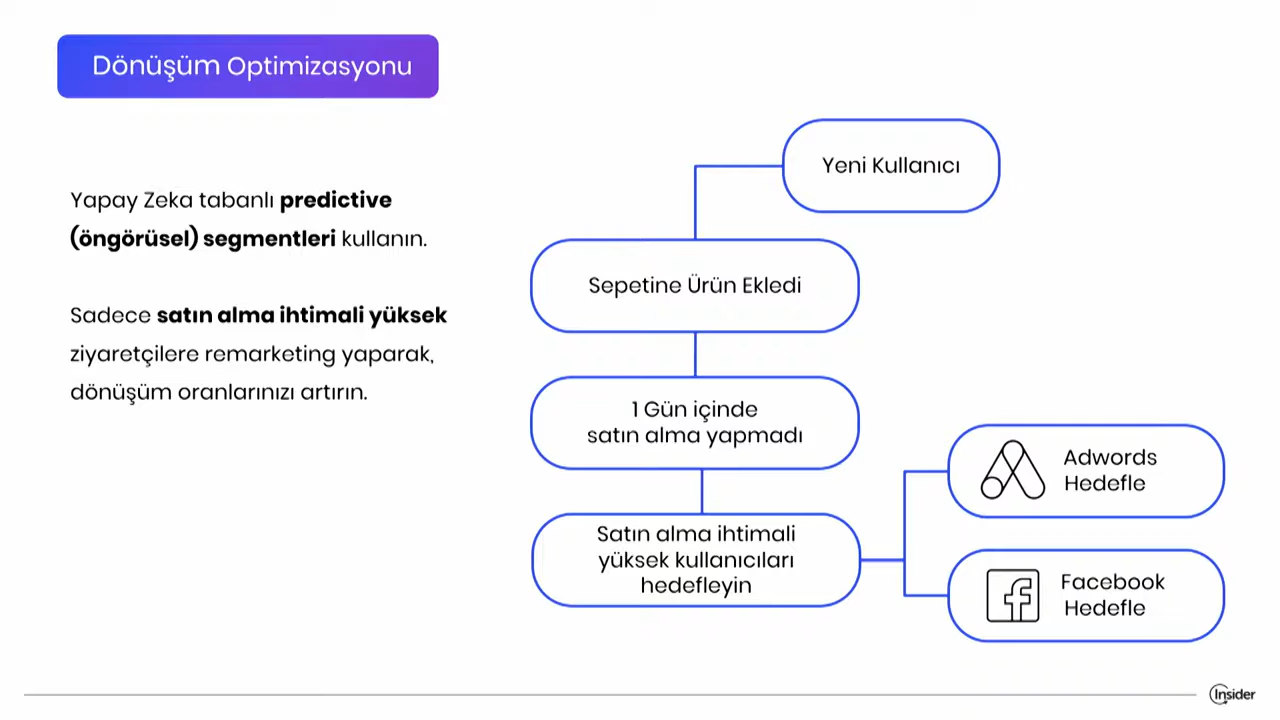 Dönüşüm Optimizasyonu
Yapay Zeka tabanlı predictive
(öngörüsel) segmentleri kullanın.
Sadece satın alma ihtimali yüksek
ziyaretçilere remarketing yaparak,
dönüşüm oranlarınızı artırın.
Yeni Kullanıcı
Sepetine Ürün Ekledi
1 Gün içinde
satın alma yapmadı
Satın alma ihtimali
yüksek kullanıcıları
hedefleyin
Adwords
Hedefle
Facebook
Hedefle
Insider